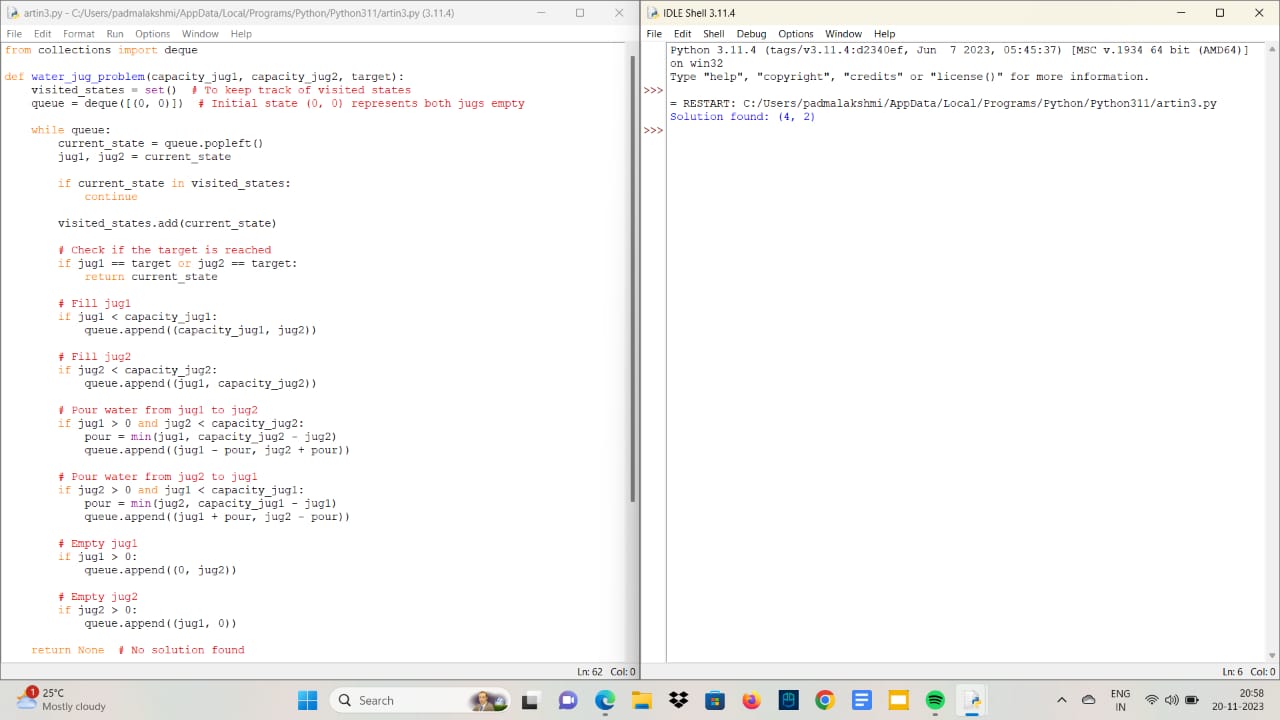 artin3.py - C:/Users/padmalakshmi/AppData/Local/Programs/Python/Python311/artin3.py (3.11.4)
File Edit Format Run Options Window Help
from collections import deque
def water_jug_problem(capacity_jug1, capacity_jug2, target):
    visited_states = set()  # To keep track of visited states
    queue = deque([(0, 0)])  # Initial state (0, 0) represents both jugs empty
    while queue:
        current_state = queue.popleft()
        jug1, jug2 = current_state
        if current_state in visited_states:
            continue
        visited_states.add(current_state)
        # Check if the target is reached
        if jug1 == target or jug2 == target:
            return current_state
        # Fill jug1
        if jug1 < capacity_jug1:
            queue.append((capacity_jug1, jug2))
        # Fill jug2
        if jug2 < capacity_jug2:
            queue.append((jug1, capacity_jug2))
        # Pour water from jug1 to jug2
        if jug1 > 0 and jug2 < capacity_jug2:
            pour = min(jug1, capacity_jug2 - jug2)
            queue.append((jug1 - pour, jug2 + pour))
        # Pour water from jug2 to jug1
        if jug2 > 0 and jug1 < capacity_jug1:
            pour = min(jug2, capacity_jug1 - jug1)
            queue.append((jug1 + pour, jug2 - pour))
        # Empty jug1
        if jug1 > 0:
            queue.append((0, jug2))
        # Empty jug2
        if jug2 > 0:
            queue.append((jug1, 0))
    return None  # No solution found
Ln: 62 Col: 0
IDLE Shell 3.11.4
File Edit Shell Debug Options Window Help
Python 3.11.4 (tags/v3.11.4:d2340ef, Jun  7 2023, 05:45:37) [MSC v.1934 64 bit (AMD64)]
on win32
Type "help", "copyright", "credits" or "license()" for more information.
>>>
= RESTART: C:/Users/padmalakshmi/AppData/Local/Programs/Python/Python311/artin3.py
Solution found: (4, 2)
>>>
Ln: 6 Col: 0
1
25°C
Mostly cloudy
Search
ENG
IN
20:58
20-11-2023